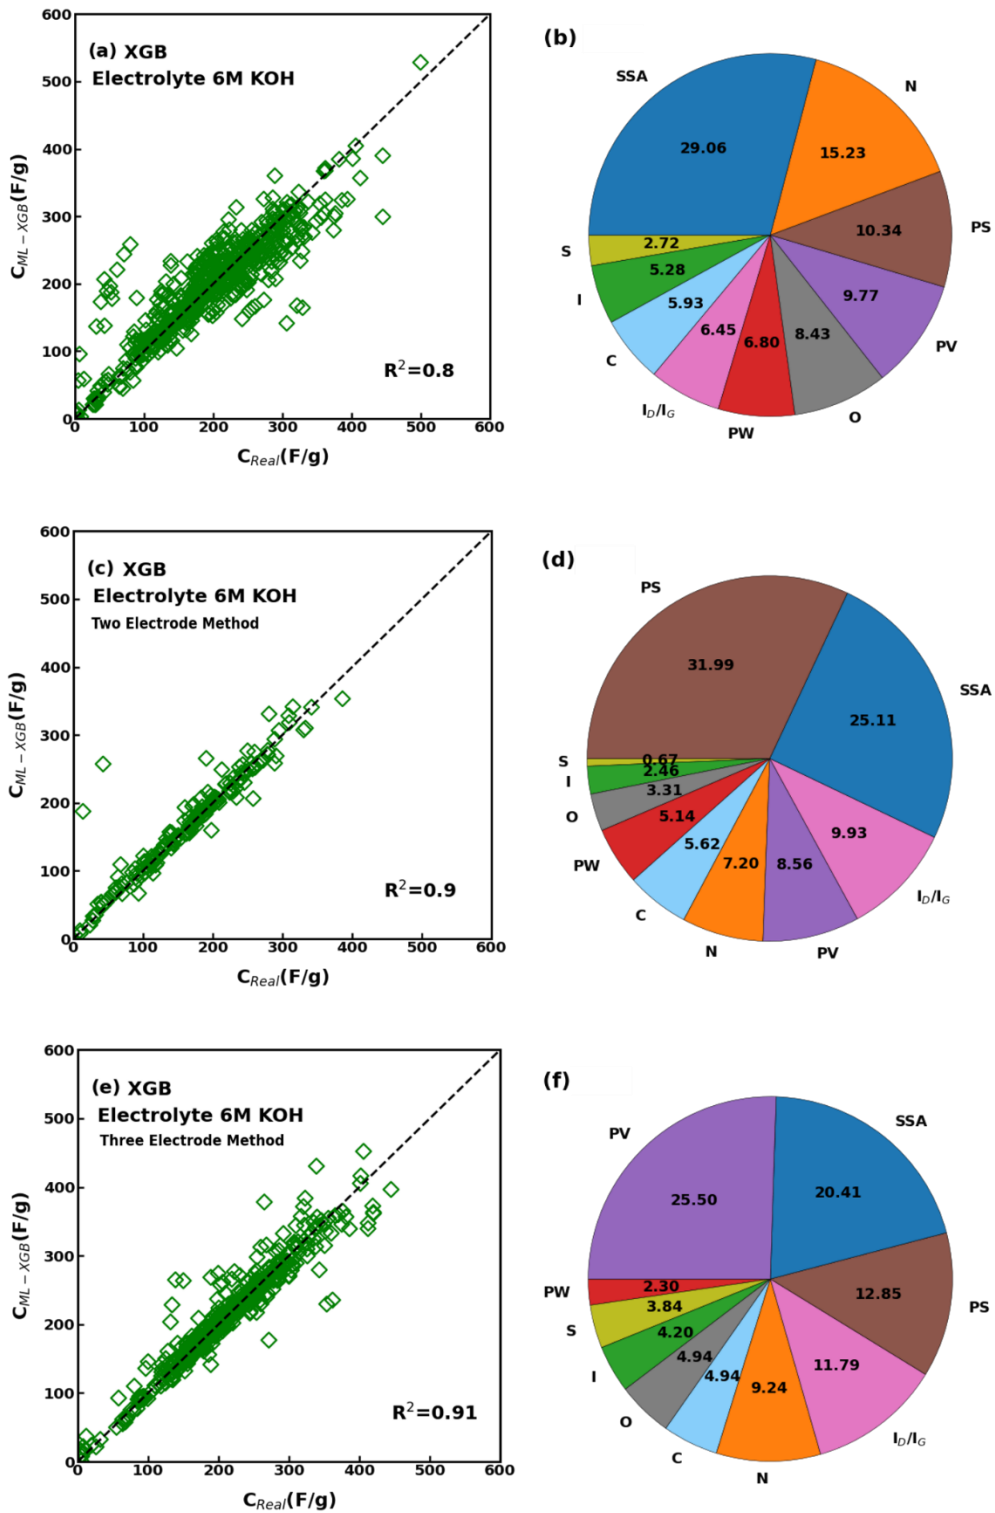 (a) XGB
Electrolyte 6M KOH
R²=0.8
600
500
400
300
200
100
0
0 100 200 300 400 500 600
C_ML−XGB(F/g)
C_Real(F/g)
(b)
SSA
29.06
N
15.23
PS
10.34
PV
9.77
O
8.43
PW
6.80
I_D/I_G
6.45
C
5.93
I
5.28
S
2.72
(c) XGB
Electrolyte 6M KOH
Two Electrode Method
R²=0.9
600
500
400
300
200
100
0
0 100 200 300 400 500 600
C_ML−XGB(F/g)
C_Real(F/g)
(d)
PS
31.99
SSA
25.11
I_D/I_G
9.93
PV
8.56
N
7.20
C
5.62
PW
5.14
O
3.31
I
2.46
S
0.67
(e) XGB
Electrolyte 6M KOH
Three Electrode Method
R²=0.91
600
500
400
300
200
100
0
0 100 200 300 400 500 600
C_ML−XGB(F/g)
C_Real(F/g)
(f)
PV
25.50
SSA
20.41
PS
12.85
I_D/I_G
11.79
N
9.24
C
4.94
O
4.94
I
4.20
S
3.84
PW
2.30